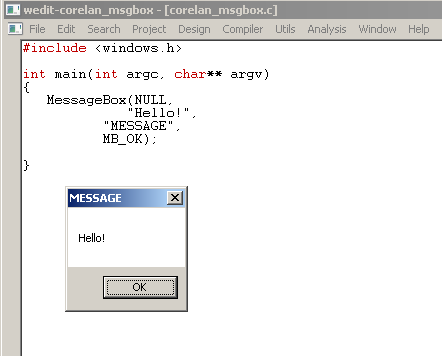 wedit-corelan_msgbox - [corelan_msgbox.c]
File Edit Search Project Design Compiler Utils Analysis Window Help
#include <windows.h>
int main(int argc, char** argv)
{
MessageBox(NULL,
"Hello!",
"MESSAGE",
MB_OK);
}
MESSAGE
Hello!
OK